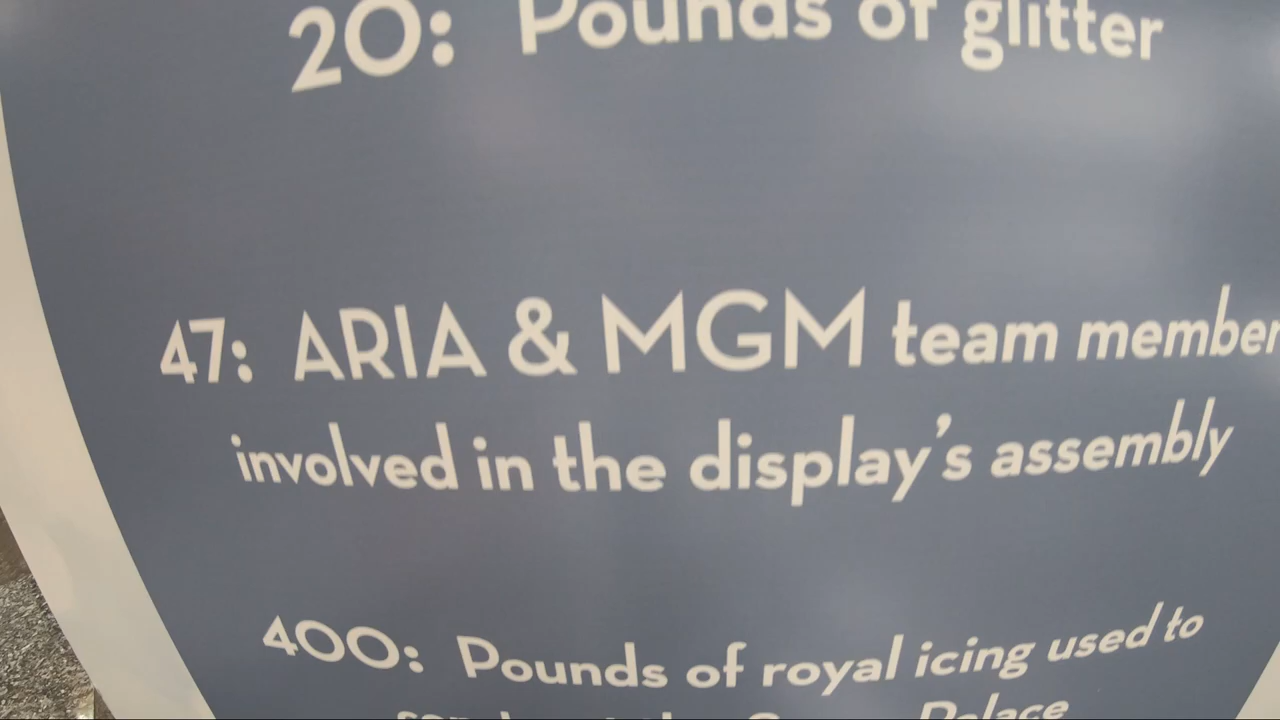 20: Pounds of glitter
47: ARIA & MGM team member
involved in the display's assembly
400: Pounds of royal icing used to
Palace